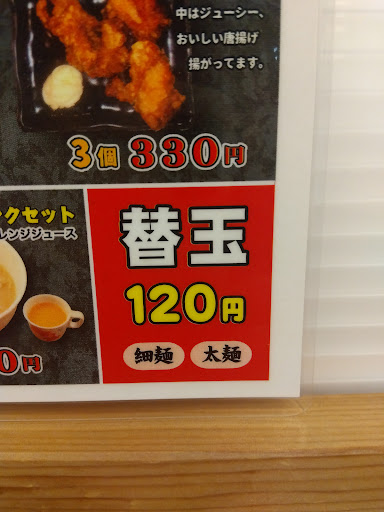 中はジューシー、
おいしい唐揚げ
揚がってます。
3個 330円
クセット
レンジジュース
0円
替玉
120円
細麺 太麺